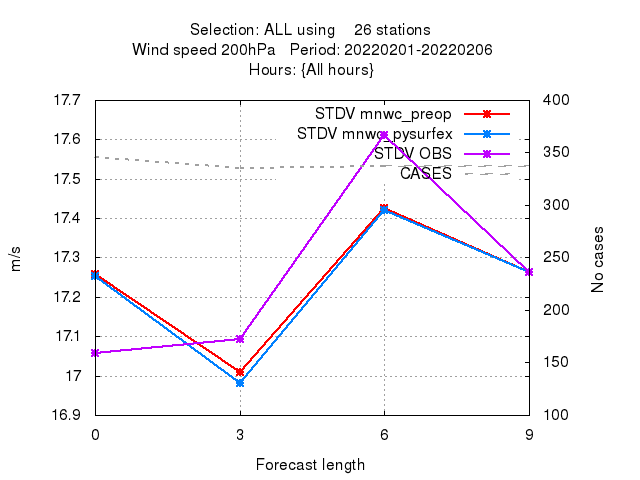 Selection: ALL using 26 stations
Wind speed 200hPa Period: 20220201-20220206
Hours: {All hours}
17.7
17.6
17.5
17.4
17.3
17.2
17.1
17
16.9
m/s
STDV mnwc_preop
STDV mnwc_pysurfex
STDV OBS
CASES
400
350
300
250
200
150
100
No cases
0 3 6 9
Forecast length